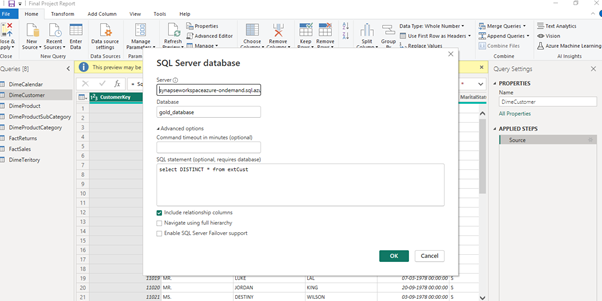 Final Project Report
File
Home
Transform
Add Column
View
Tools
Help
New Source
Recent Sources
Enter Data
Data source settings
Manage Parameters
Refresh
Properties
Advanced Editor
Manage
Choose Columns
Remove Columns
Keep Rows
Remove Rows
Split Column
Group By
Data Type: Whole Number
Use First Row as Headers
Replace Values
Merge Queries
Append Queries
Combine Files
Text Analytics
Vision
Azure Machine Learning
New Query
Data Sources
Parameters
Combine
AI Insights
Queries [8]
DimeCalendar
DimeCustomer
DimeProduct
DimeProductSubCategory
DimeProductCategory
FactReturns
FactSales
DimeTeritory
This preview may be
CustomerKey
SQL Server database
Server
synapseworkspaceazure-ondemand.sql.azu
Database
gold_database
Advanced options
Command timeout in minutes (optional)
SQL statement (optional, requires database)
select DISTINCT * from extCust
Include relationship columns
Navigate using full hierarchy
Enable SQL Server Failover support
OK
Cancel
Query Settings
PROPERTIES
Name
DimeCustomer
All Properties
APPLIED STEPS
Source
19 11019 MR. LUKE LAL 07-03-1978 00:00:00 S
20 11020 MR. JORDAN KING 20-09-1978 00:00:00 S
21 11021 MS. DESTINY WILSON 03-09-1978 00:00:00 S